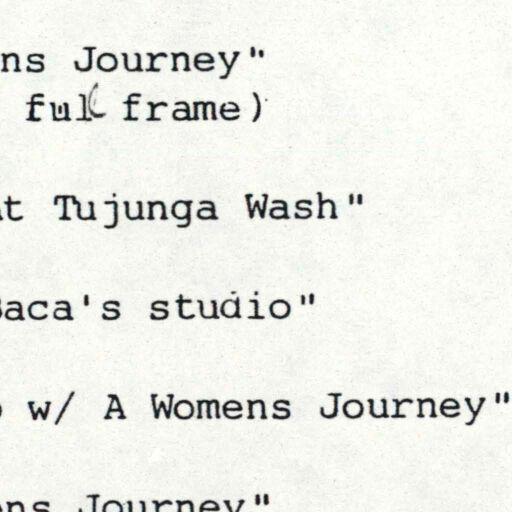 ns Journey"
full frame)
t Tujunga Wash"
Baca's studio"
w/ A Womens Journey"
ns Journey"